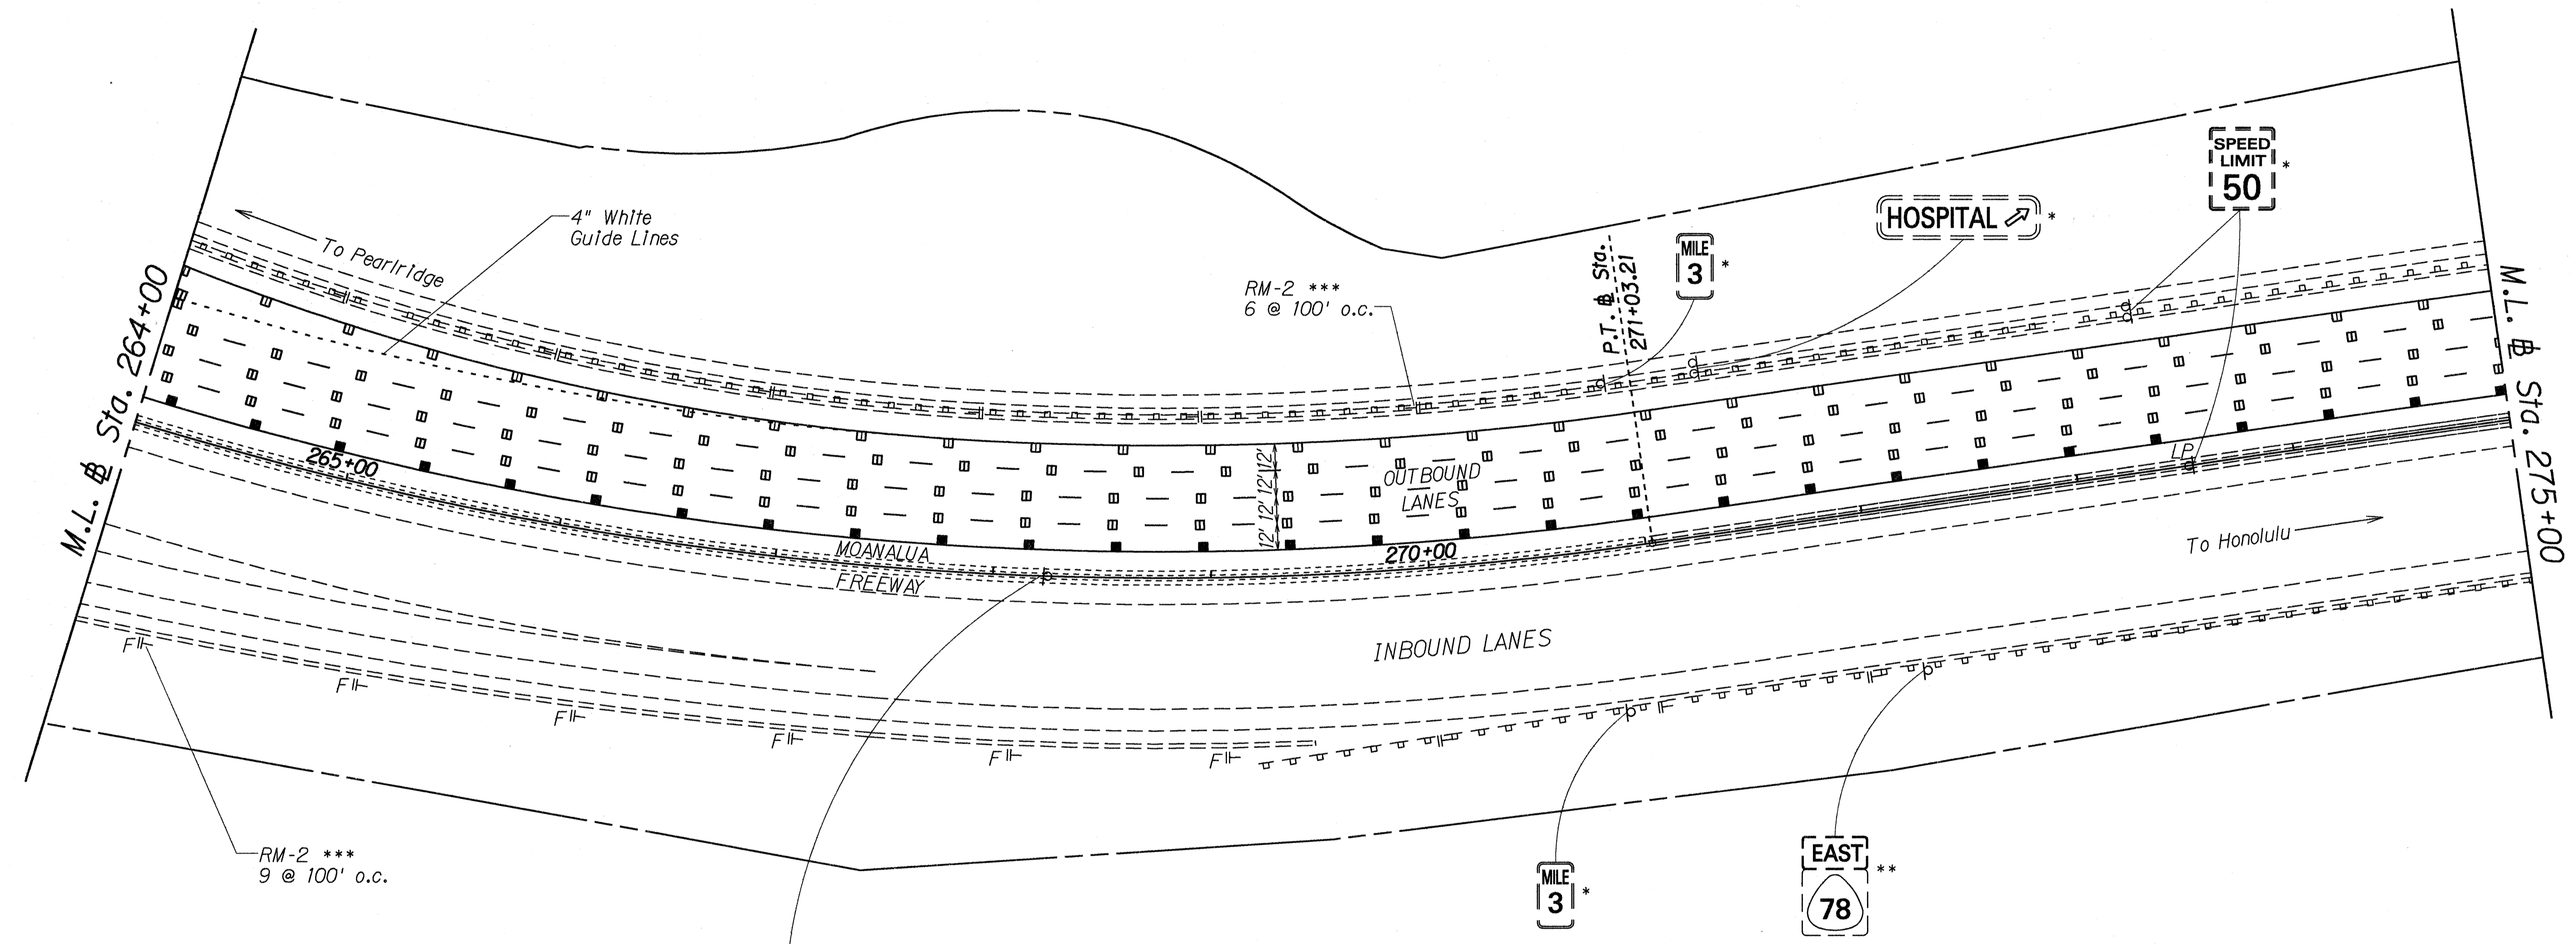 SPEED
LIMIT
50
*
HOSPITAL
*
4" White
Guide Lines
MILE
3
*
To Pearlridge
RM-2 ***
6 @ 100' o.c.
P.T. Sta.
271+03.21
M.L. Sta. 264+00
M.L. Sta. 275+00
265+00
12'
12'
12'
12'
OUTBOUND
LANES
LP
MOANALUA
FREEWAY
270+00
To Honolulu
INBOUND LANES
F
F
F
F
F
F
F
RM-2 ***
9 @ 100' o.c.
MILE
3
*
EAST
**
78